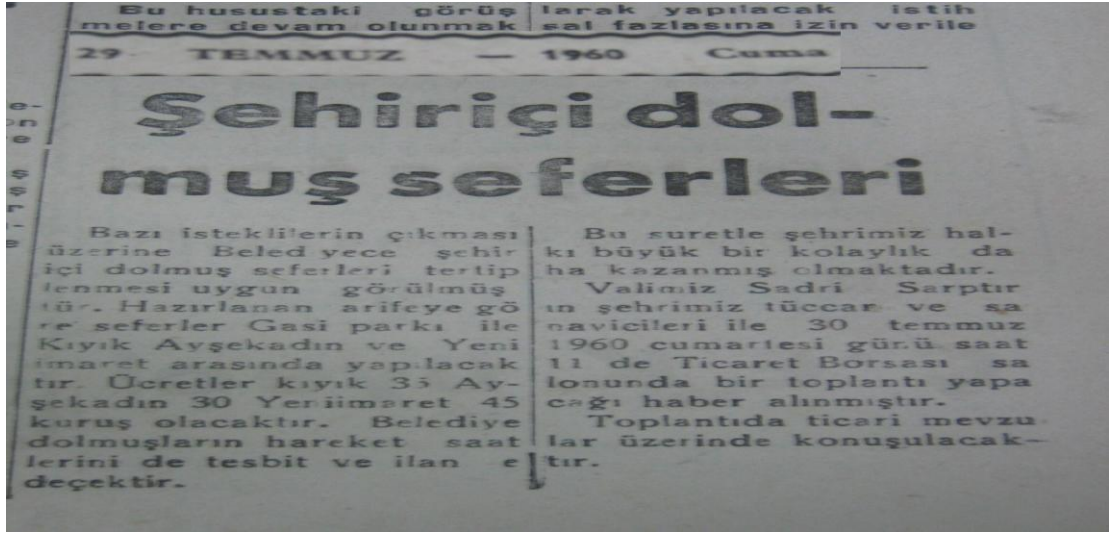 Bu husustaki görüş
melere devam olunmak
larak yapılacak istih
sal fazlasına izin verile
29 TEMMUZ — 1960 Cuma
Şehiriçi dol-
muş seferleri
Bazı isteklilerin çıkması
üzerine Beled yece şehir
içi dolmuş seferleri tertip
lenmesi uygun görülmüş
tür. Hazırlanan arifeye gö
re seferler Gasi parkı ile
Kıyık Ayşekadın ve Yeni
imaret arasında yapılacak
tır. Ücretler kıyık 35 Ay-
şekadın 30 Yeniimaret 45
kuruş olacaktır. Belediye
dolmuşların hareket saat
lerini de tesbit ve ilan e
deçektir.
Bu suretle şehrimiz hal-
kı büyük bir kolaylık da
ha kazanmış olmaktadır.
Valimiz Sadri Sarptır
ın şehrimiz tüccar ve sa
navicileri ile 30 temmuz
1960 cumartesi günü saat
11 de Ticaret Borsası sa
lonunda bir toplantı yapa
cağı haber alınmıştır.
Toplantıda ticari mevzu
lar üzerinde konuşulacak-
tır.